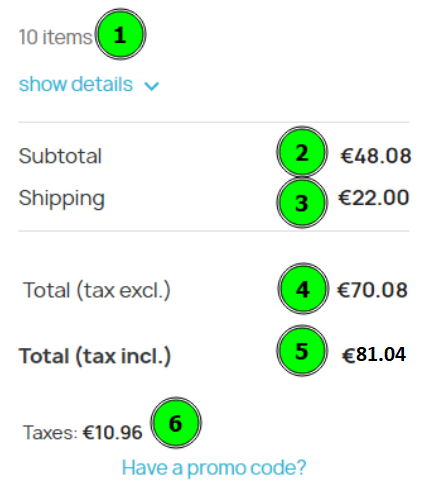 10 items 1
show details
Subtotal 2 €48.08
Shipping 3 €22.00
Total (tax excl.) 4 €70.08
Total (tax incl.) 5 €81.04
Taxes: €10.96 6
Have a promo code?